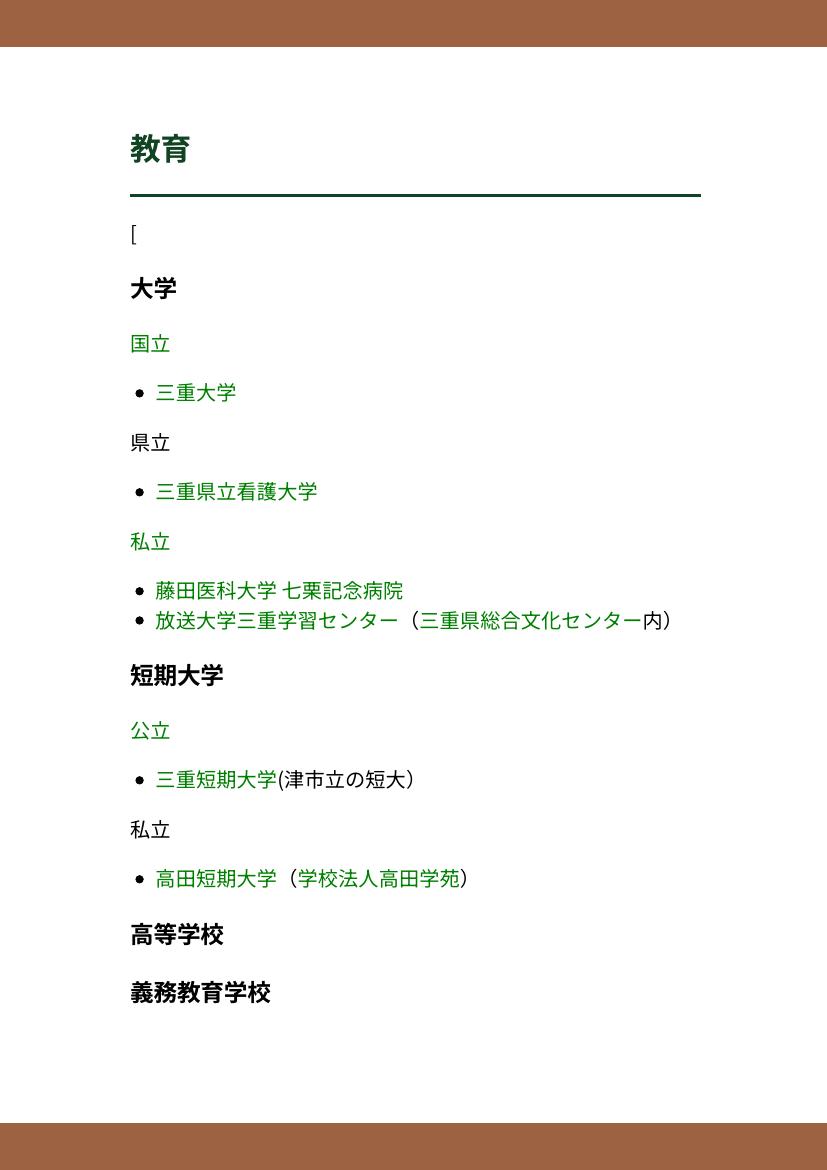 教育
[
大学
国立
• 三重大学
県立
• 三重県立看護大学
私立
• 藤田医科大学 七栗記念病院
• 放送大学三重学習センター（三重県総合文化センター内）
短期大学
公立
• 三重短期大学(津市立の短大）
私立
• 高田短期大学（学校法人高田学苑）
高等学校
義務教育学校